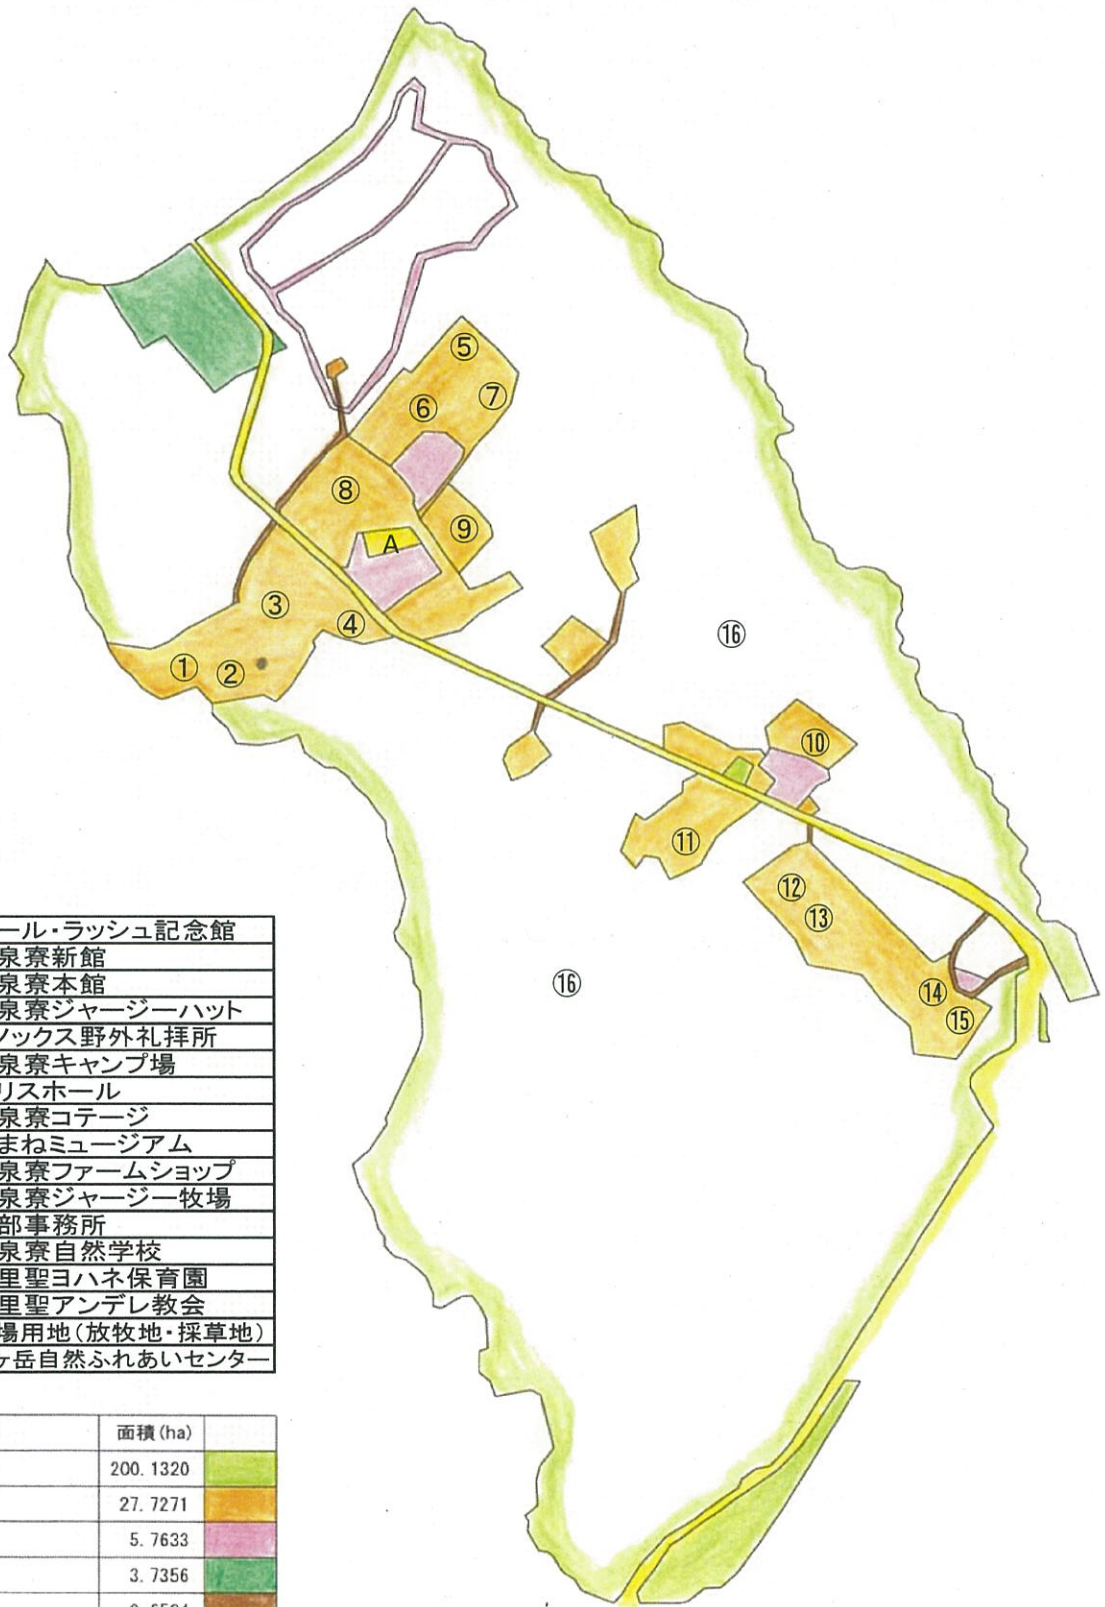 ⑤
⑦
⑥
⑧
⑨
A
③
④
⑯
①
②
⑩
⑪
⑫
⑬
⑯
⑭
⑮
ール・ラッシュ記念館
泉寮新館
泉寮本館
泉寮ジャージーハット
ノックス野外礼拝所
泉寮キャンプ場
リスホール
泉寮コテージ
まねミュージアム
泉寮ファームショップ
泉寮ジャージー牧場
部事務所
泉寮自然学校
里聖ヨハネ保育園
里聖アンデレ教会
場用地(放牧地・採草地)
ヶ岳自然ふれあいセンター
面積(ha)
200.1320
27.7271
5.7633
3.7356